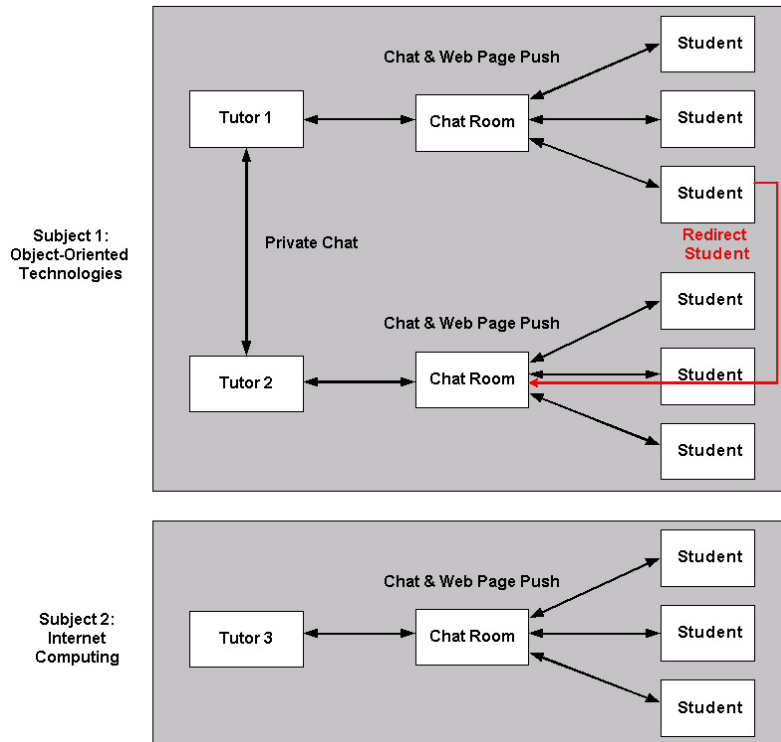 Student
Chat & Web Page Push
Tutor 1
Chat Room
Student
Student
Subject 1:
Object-Oriented
Technologies
Private Chat
Redirect
Student
Student
Chat & Web Page Push
Tutor 2
Chat Room
Student
Student
Student
Chat & Web Page Push
Subject 2:
Internet
Computing
Tutor 3
Chat Room
Student
Student